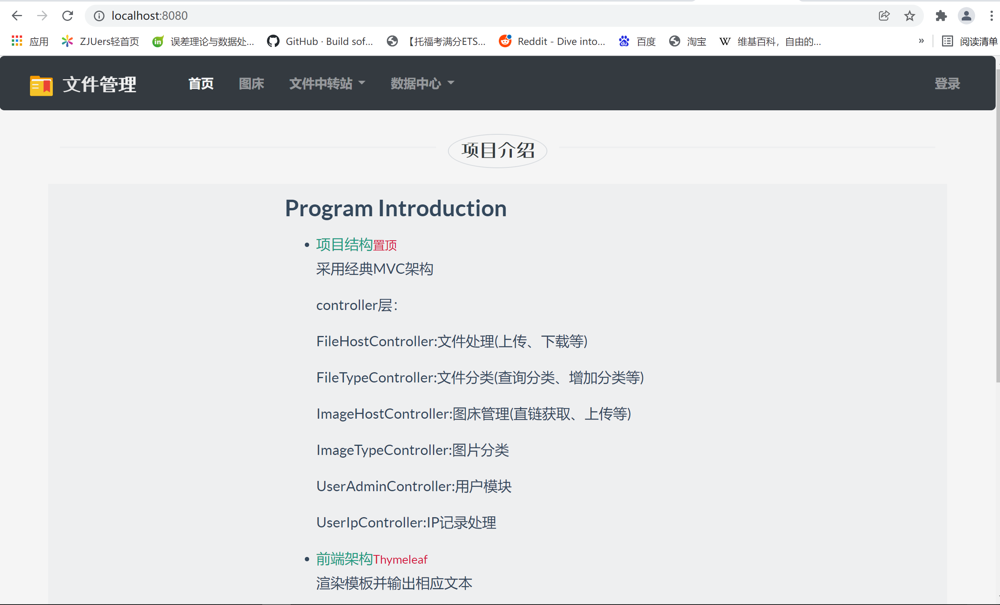 localhost:8080
应用 ZJUers轻首页 误差理论与数据处... GitHub · Build sof... 【托福考满分ETS... Reddit - Dive into... 百度 淘宝 维基百科，自由的... » 阅读清单
文件管理 首页 图床 文件中转站 数据中心 登录
项目介绍
Program Introduction
项目结构置顶
采用经典MVC架构
controller层：
FileHostController:文件处理(上传、下载等)
FileTypeController:文件分类(查询分类、增加分类等)
ImageHostController:图床管理(直链获取、上传等)
ImageTypeController:图片分类
UserAdminController:用户模块
UserIpController:IP记录处理
前端架构Thymeleaf
渲染模板并输出相应文本